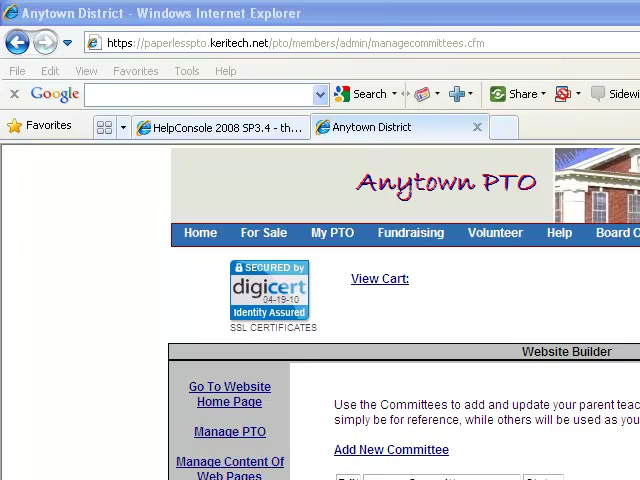 Anytown District - Windows Internet Explorer
https://paperlesspto.keritech.net/pto/members/admin/managecommittees.cfm
File Edit View Favorites Tools Help
Google Search Share Sidewi
Favorites HelpConsole 2008 SP3.4 - th... Anytown District
Anytown PTO
Home For Sale My PTO Fundraising Volunteer Help Board O
SECURED by
digicert
04-19-10
Identity Assured
SSL CERTIFICATES
View Cart:
Website Builder
Go To Website
Home Page
Manage PTO
Manage Content Of
Web Pages
Use the Committees to add and update your parent teac
simply be for reference, while others will be used as you
Add New Committee